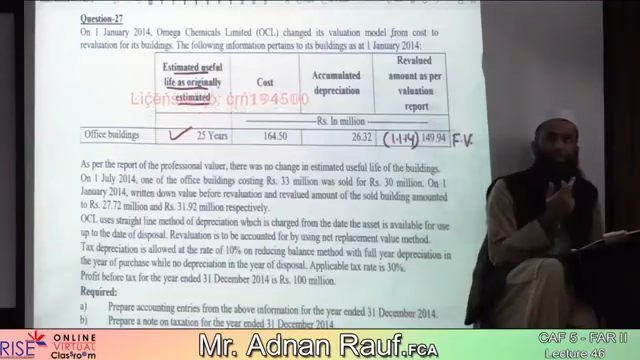 Question-27
On 1 January 2014, Omega Chemicals Limited (OCL) changed its valuation model from cost to
revaluation for its buildings. The following information pertains to its buildings as at 1 January 2014:
Estimated useful life as originally estimated
Cost
Accumulated depreciation
Revalued amount as per valuation report
Rs. In million
Office buildings 25 Years 164.50 26.32 (1.1.14) 149.94 F.V.
As per the report of the professional valuer, there was no change in estimated useful life of the buildings.
On 1 July 2014, one of the office buildings costing Rs. 33 million was sold for Rs. 30 million. On 1
January 2014, written down value before revaluation and revalued amount of the sold building amounted
to Rs. 27.72 million and Rs. 31.92 million respectively.
OCL uses straight line method of depreciation which is charged from the date the asset is available for use
up to the date of disposal. Revaluation is to be accounted for by using net replacement value method.
Tax depreciation is allowed at the rate of 10% on reducing balance method with full year depreciation in
the year of purchase while no depreciation in the year of disposal. Applicable tax rate is 30%.
Profit before tax for the year ended 31 December 2014 is Rs. 100 million.
Required:
a) Prepare accounting entries from the above information for the year ended 31 December 2014.
b) Prepare a note on taxation for the year ended 31 December 2014.
RISE ONLINE VIRTUAL Classroom
Mr. Adnan Rauf.FCA
CAF 5 - FAR II
Lecture 46